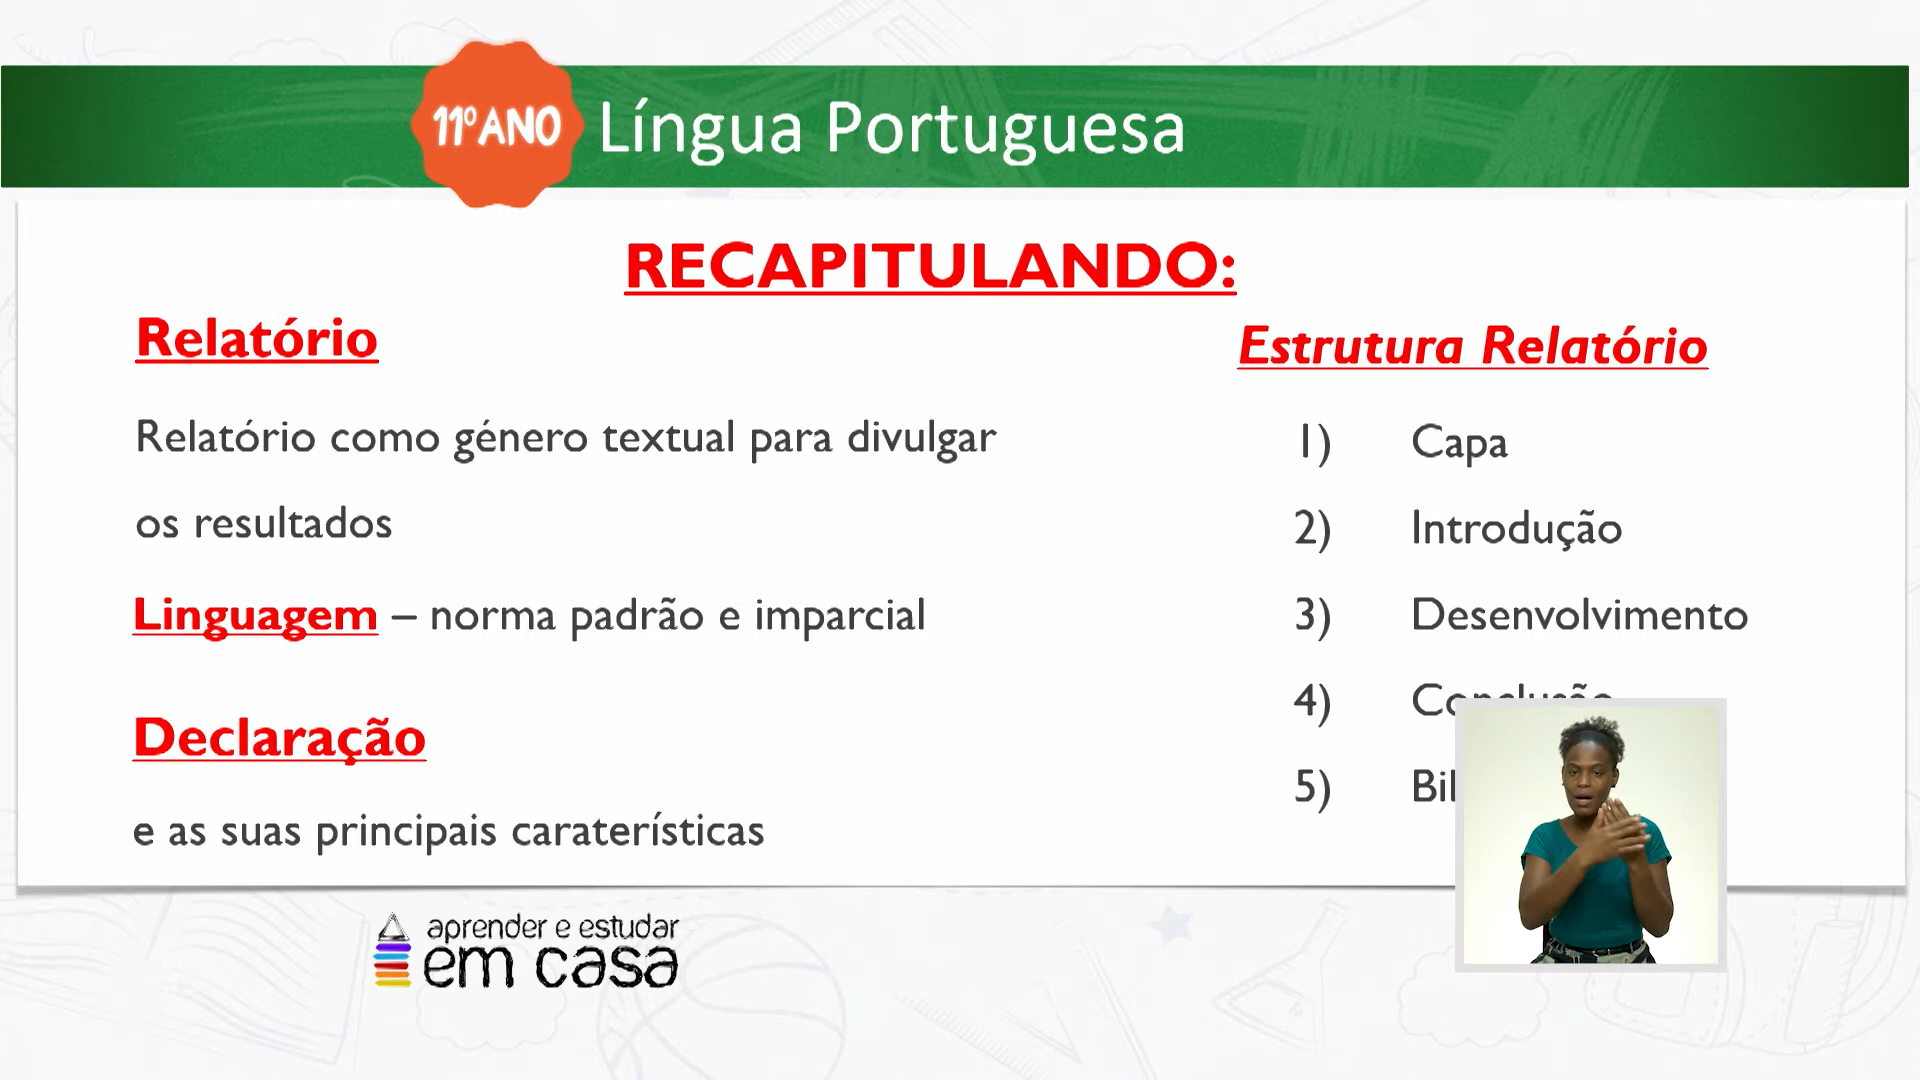 11º ANO
Língua Portuguesa
RECAPITULANDO:
Relatório
Relatório como género textual para divulgar
os resultados
Linguagem – norma padrão e imparcial
Declaração
e as suas principais caraterísticas
Estrutura Relatório
1) Capa
2) Introdução
3) Desenvolvimento
4) Conclusão
5)
aprender e estudar
em casa